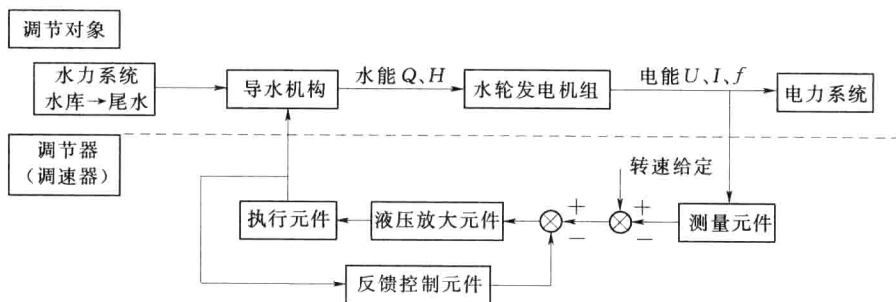 调节对象
水力系统
水库→尾水
导水机构
水能Q、H
水轮发电机组
电能U、I、f
电力系统
调节器
（调速器）
转速给定
执行元件
液压放大元件
+
−
+
−
测量元件
反馈控制元件